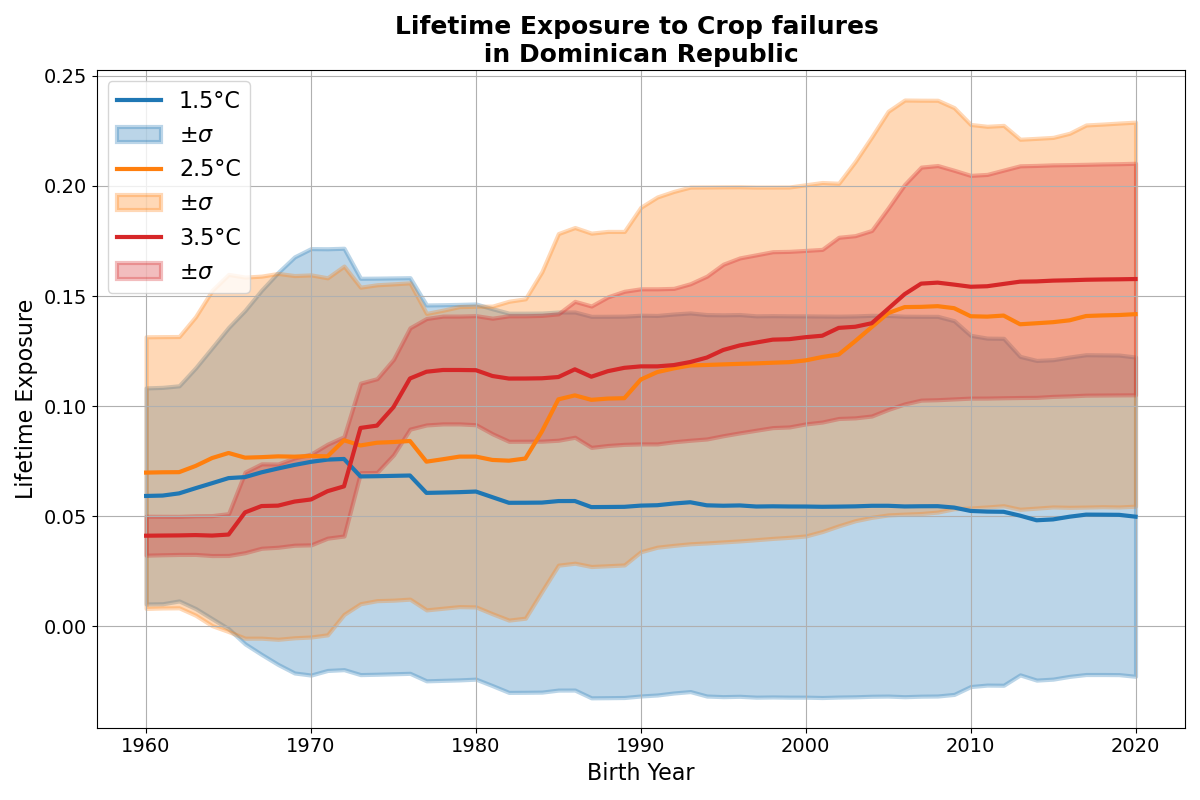 Lifetime Exposure to Crop failures
in Dominican Republic
1.5°C
±σ
2.5°C
±σ
3.5°C
±σ
0.25
0.20
0.15
0.10
0.05
0.00
Lifetime Exposure
1960 1970 1980 1990 2000 2010 2020
Birth Year